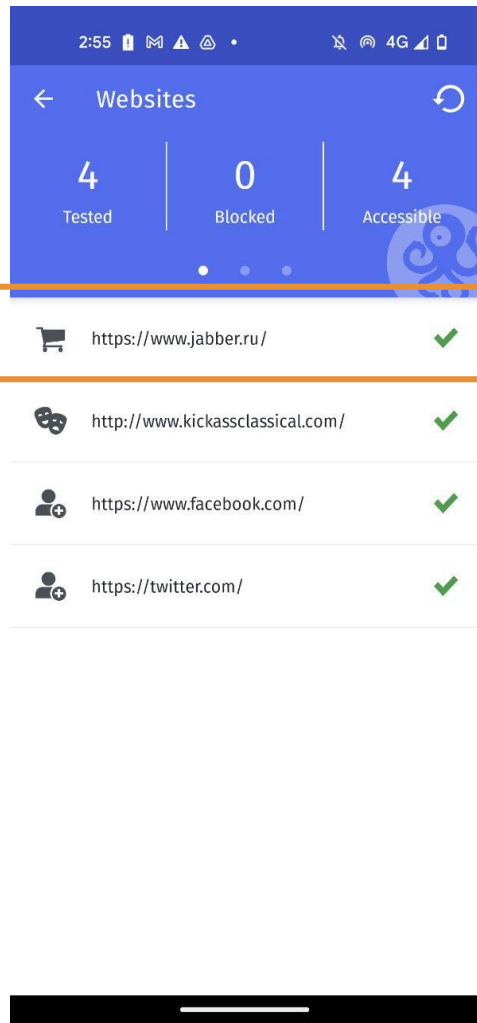 2:55
4G
Websites
4 0 4
Tested Blocked Accessible
https://www.jabber.ru/
http://www.kickassclassical.com/
https://www.facebook.com/
https://twitter.com/